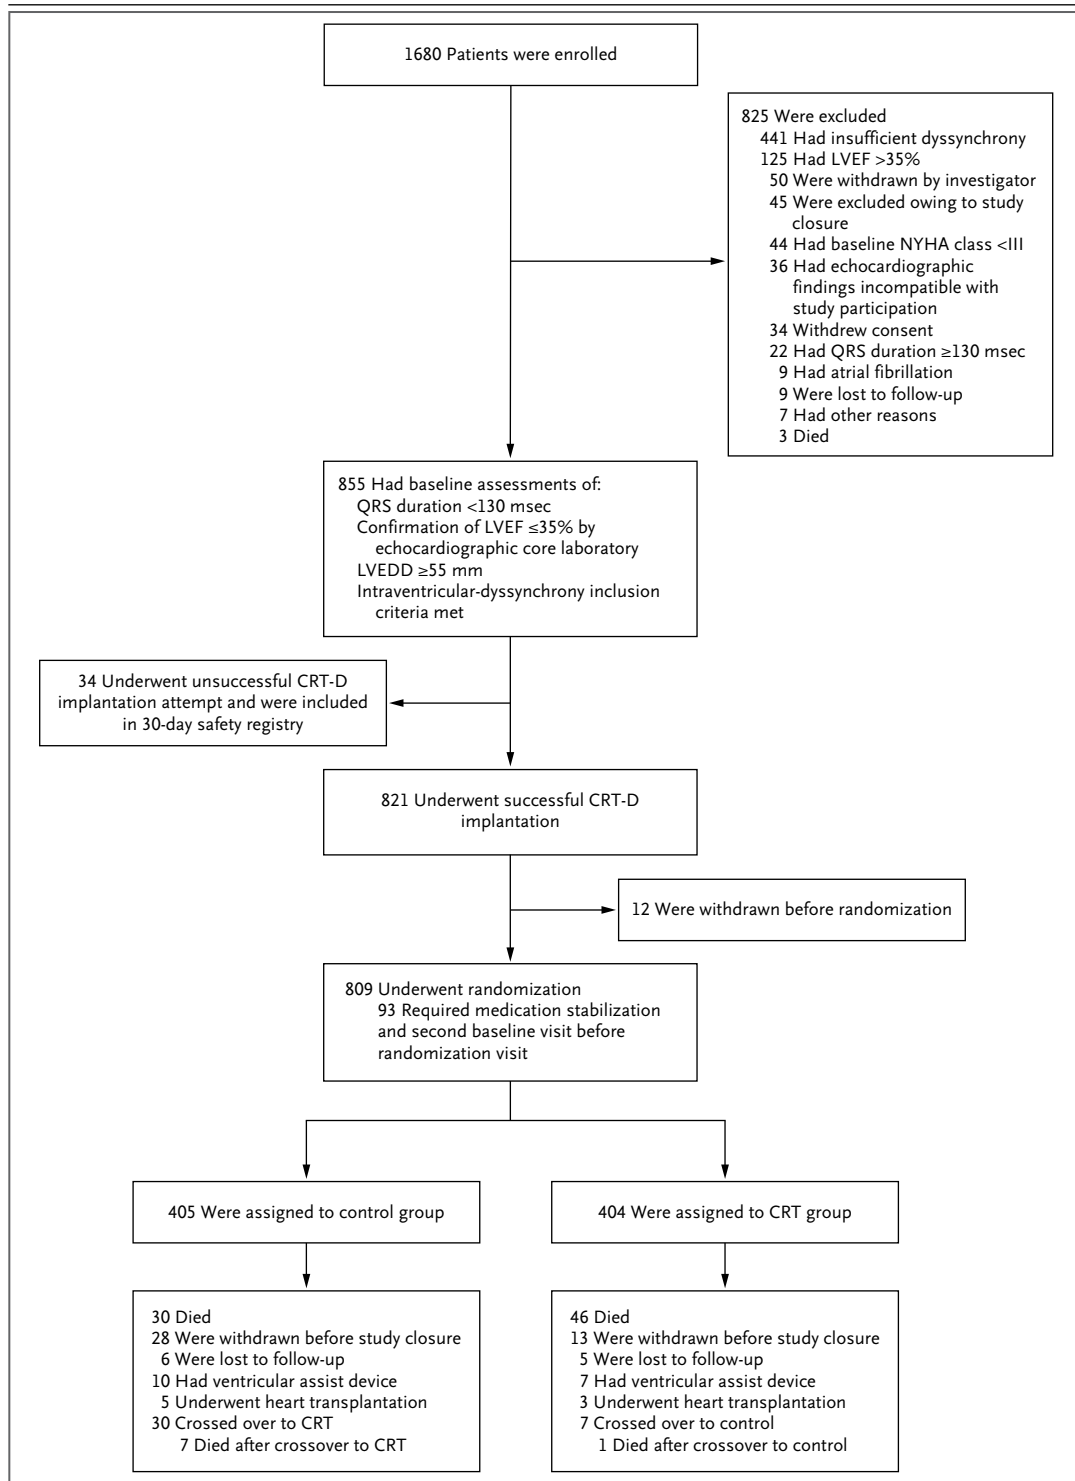 1680 Patients were enrolled
825 Were excluded
441 Had insufficient dyssynchrony
125 Had LVEF >35%
50 Were withdrawn by investigator
45 Were excluded owing to study
closure
44 Had baseline NYHA class <III
36 Had echocardiographic
findings incompatible with
study participation
34 Withdrew consent
22 Had QRS duration ≥130 msec
9 Had atrial fibrillation
9 Were lost to follow-up
7 Had other reasons
3 Died
855 Had baseline assessments of:
QRS duration <130 msec
Confirmation of LVEF ≤35% by
echocardiographic core laboratory
LVEDD ≥55 mm
Intraventricular-dyssynchrony inclusion
criteria met
34 Underwent unsuccessful CRT-D
implantation attempt and were included
in 30-day safety registry
821 Underwent successful CRT-D
implantation
12 Were withdrawn before randomization
809 Underwent randomization
93 Required medication stabilization
and second baseline visit before
randomization visit
405 Were assigned to control group
404 Were assigned to CRT group
30 Died
28 Were withdrawn before study closure
6 Were lost to follow-up
10 Had ventricular assist device
5 Underwent heart transplantation
30 Crossed over to CRT
7 Died after crossover to CRT
46 Died
13 Were withdrawn before study closure
5 Were lost to follow-up
7 Had ventricular assist device
3 Underwent heart transplantation
7 Crossed over to control
1 Died after crossover to control